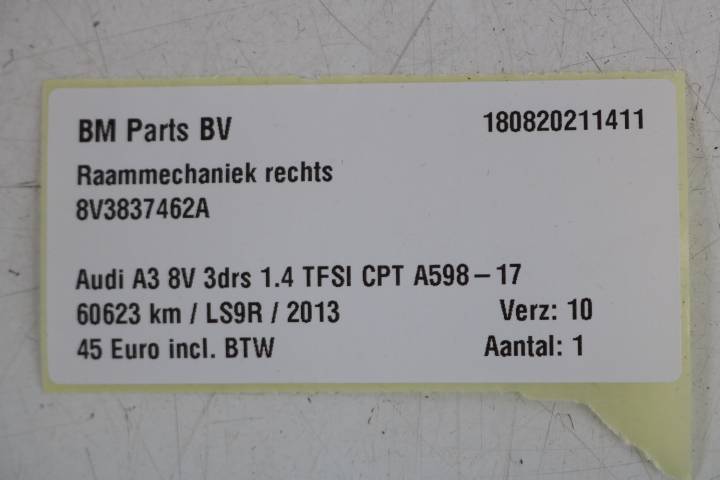 BM Parts BV 180820211411
Raammechaniek rechts
8V3837462A
Audi A3 8V 3drs 1.4 TFSI CPT A598-17
60623 km / LS9R / 2013 Verz: 10
45 Euro incl. BTW Aantal: 1